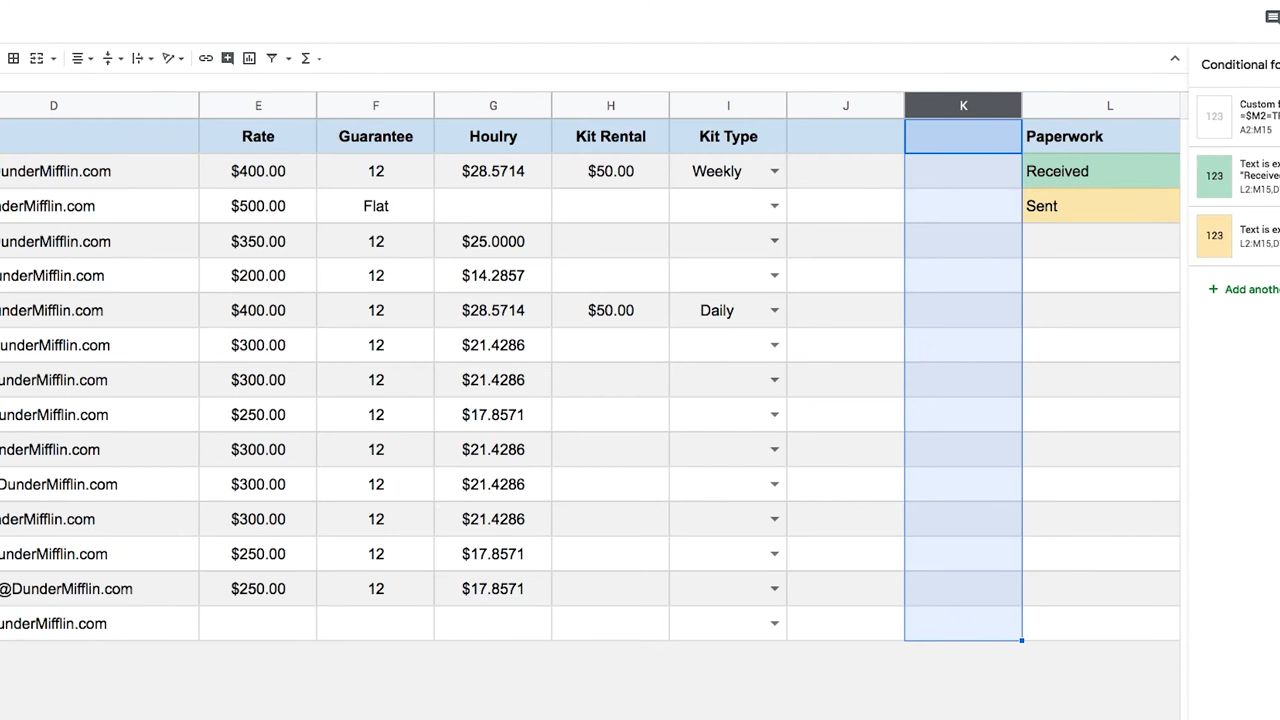 Conditional fo
D E F G H I J K L
Rate Guarantee Houlry Kit Rental Kit Type Paperwork
underMifflin.com $400.00 12 $28.5714 $50.00 Weekly Received
nderMifflin.com $500.00 Flat Sent
DunderMifflin.com $350.00 12 $25.0000
underMifflin.com $200.00 12 $14.2857
underMifflin.com $400.00 12 $28.5714 $50.00 Daily
underMifflin.com $300.00 12 $21.4286
underMifflin.com $300.00 12 $21.4286
underMifflin.com $250.00 12 $17.8571
nderMifflin.com $300.00 12 $21.4286
DunderMifflin.com $300.00 12 $21.4286
nderMifflin.com $300.00 12 $21.4286
underMifflin.com $250.00 12 $17.8571
@DunderMifflin.com $250.00 12 $17.8571
underMifflin.com
123
Custom f
=$M2=T
A2:M15
123
Text is ex
"Receive
L2:M15,D
123
Text is ex
L2:M15,D
+ Add anoth